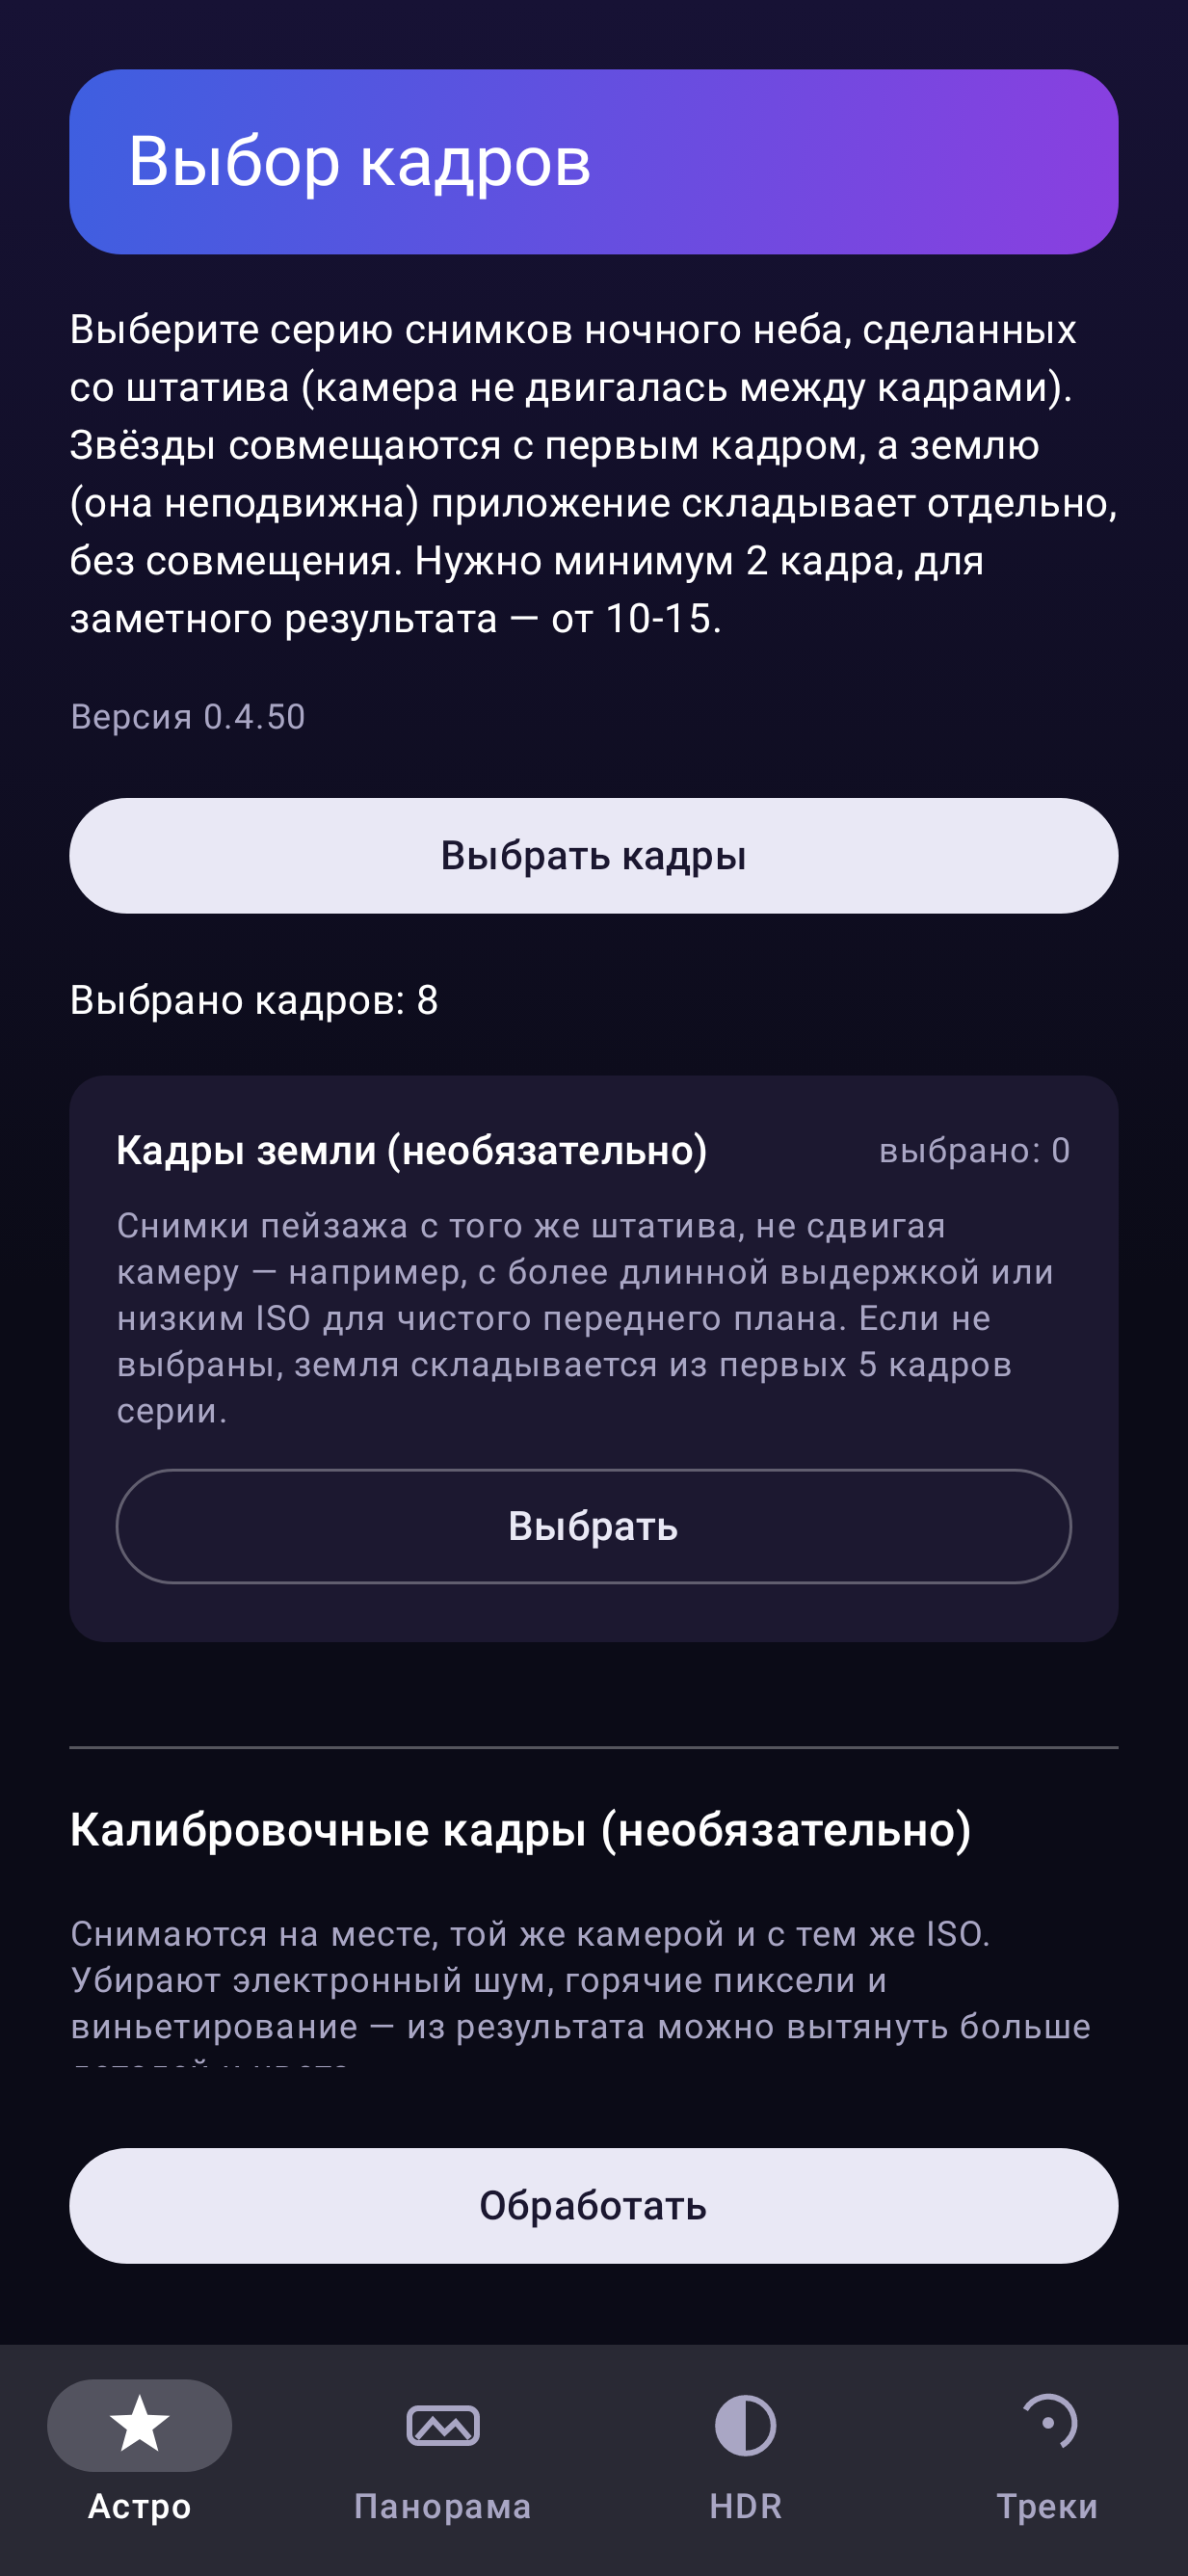 Выбор кадров
Выберите серию снимков ночного неба, сделанных
со штатива (камера не двигалась между кадрами).
Звёзды совмещаются с первым кадром, а землю
(она неподвижна) приложение складывает отдельно,
без совмещения. Нужно минимум 2 кадра, для
заметного результата — от 10-15.
Версия 0.4.50
Выбрать кадры
Выбрано кадров: 8
Кадры земли (необязательно)
выбрано: 0
Снимки пейзажа с того же штатива, не сдвигая
камеру — например, с более длинной выдержкой или
низким ISO для чистого переднего плана. Если не
выбраны, земля складывается из первых 5 кадров
серии.
Выбрать
Калибровочные кадры (необязательно)
Снимаются на месте, той же камерой и с тем же ISO.
Убирают электронный шум, горячие пиксели и
виньетирование — из результата можно вытянуть больше
Обработать
Астро
Панорама
HDR
Треки